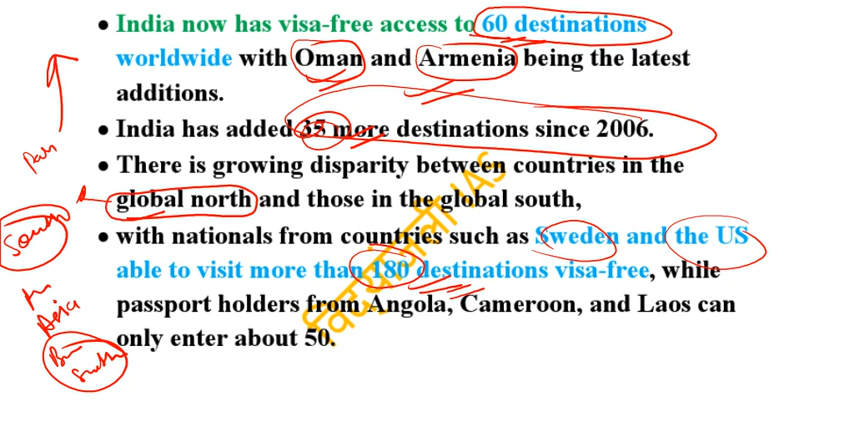 • India now has visa-free access to 60 destinations
worldwide with Oman and Armenia being the latest
additions.
• India has added 35 more destinations since 2006.
• There is growing disparity between countries in the
global north and those in the global south,
• with nationals from countries such as Sweden and the US
able to visit more than 180 destinations visa-free, while
passport holders from Angola, Cameroon, and Laos can
only enter about 50.
South
Asia
South